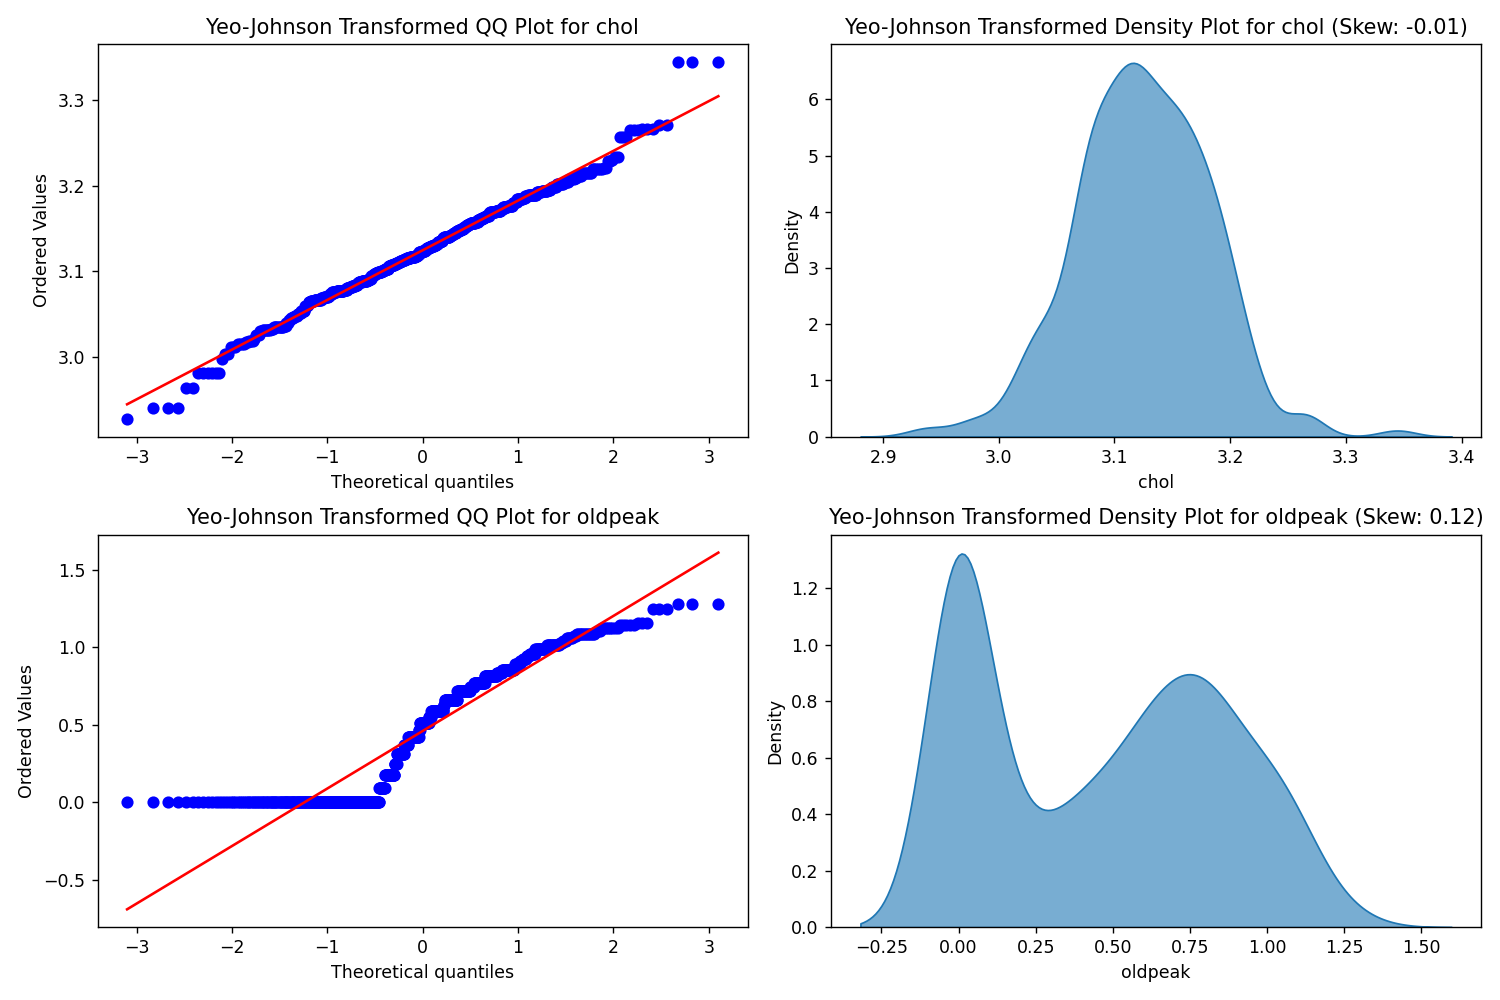 Yeo-Johnson Transformed QQ Plot for chol
3.3
3.2
3.1
3.0
Ordered Values
−3 −2 −1 0 1 2 3
Theoretical quantiles
Yeo-Johnson Transformed Density Plot for chol (Skew: -0.01)
6
5
4
3
2
1
0
Density
2.9 3.0 3.1 3.2 3.3 3.4
chol
Yeo-Johnson Transformed QQ Plot for oldpeak
1.5
1.0
0.5
0.0
−0.5
Ordered Values
−3 −2 −1 0 1 2 3
Theoretical quantiles
Yeo-Johnson Transformed Density Plot for oldpeak (Skew: 0.12)
1.2
1.0
0.8
0.6
0.4
0.2
0.0
Density
−0.25 0.00 0.25 0.50 0.75 1.00 1.25 1.50
oldpeak